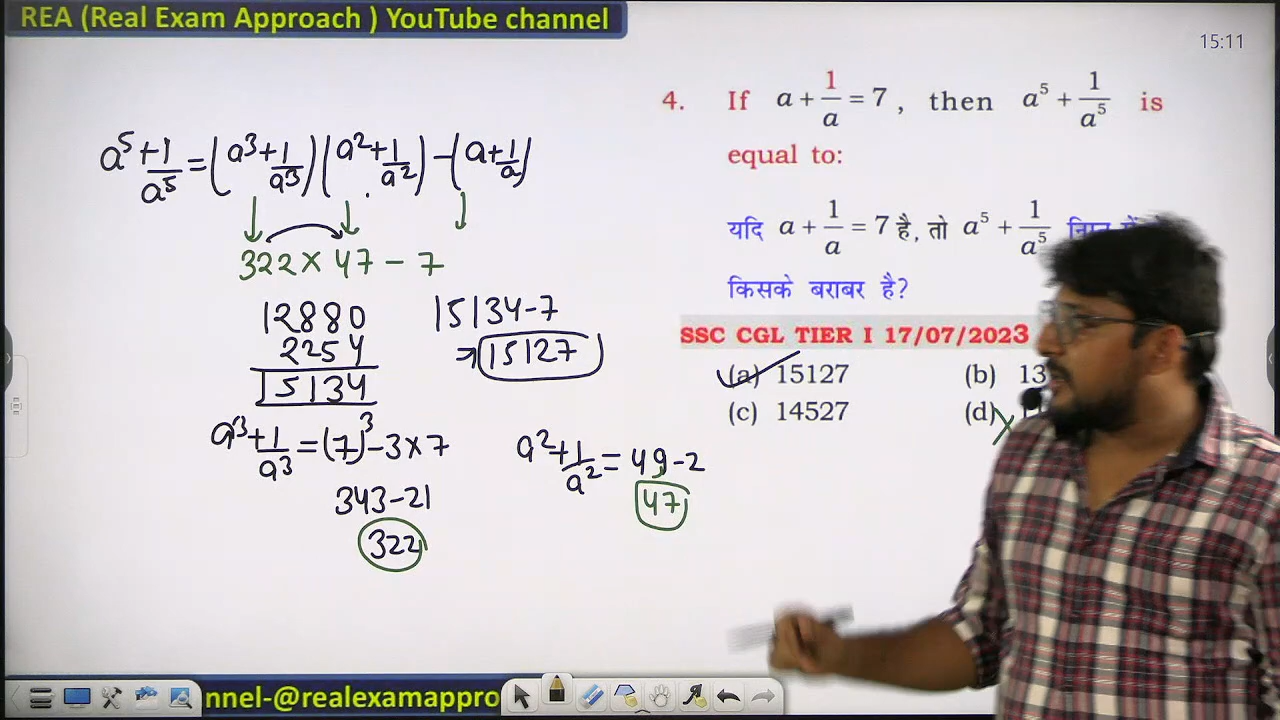 REA (Real Exam Approach ) YouTube channel
15:11
4. If a + 1/a = 7 , then a⁵ + 1/a⁵ is
equal to:
यदि a + 1/a = 7 है, तो a⁵ + 1/a⁵
किसके बराबर है?
SSC CGL TIER I 17/07/2023
(a) 15127
(b) 13
(c) 14527
(d)
a⁵ + 1/a⁵ = (a³ + 1/a³) (a² + 1/a²) - (a + 1/a)
322 × 47 - 7
12880
2254
15134
15134-7
⇒ 15127
a³ + 1/a³ = (7)³ - 3 × 7
343-21
322
a² + 1/a² = 49-2
47
nnel-@realexamappro